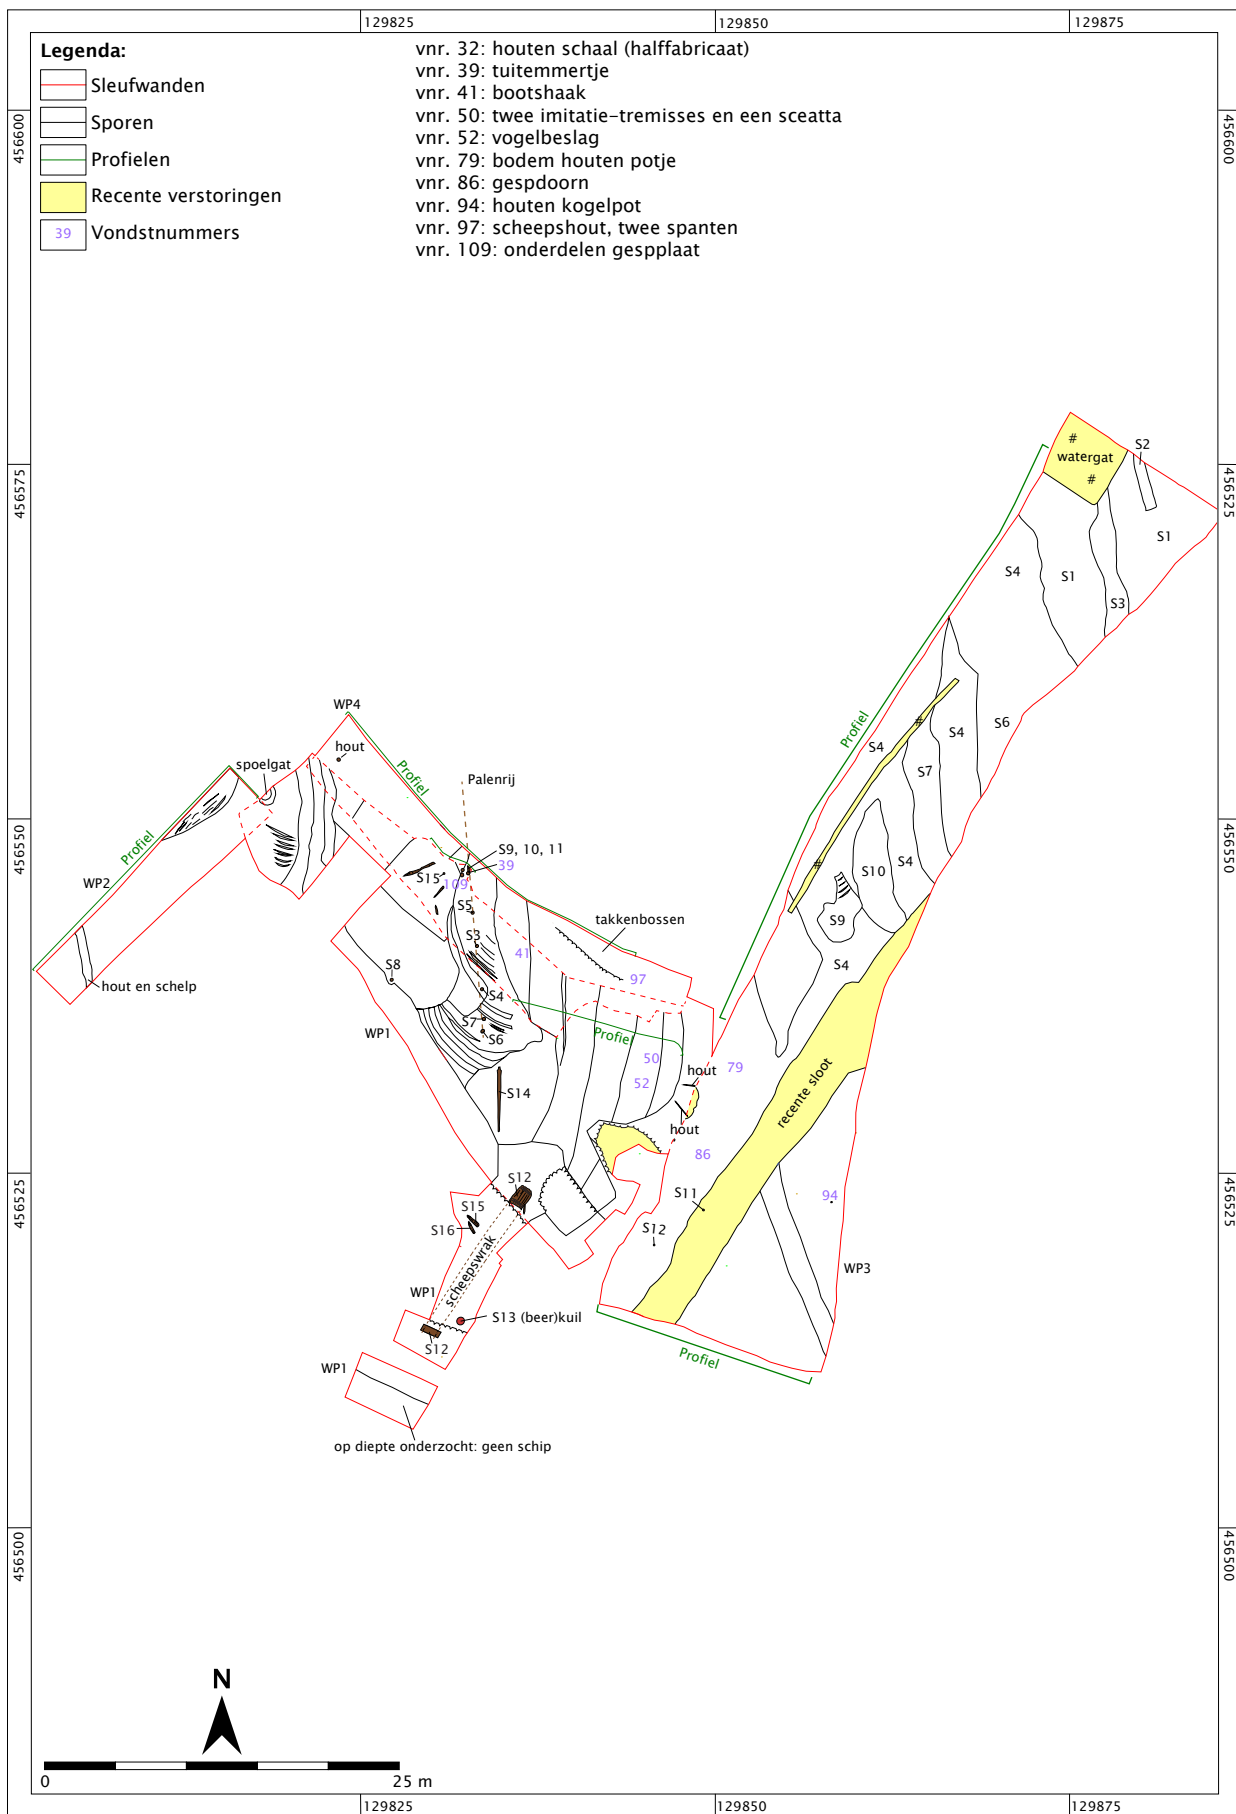 129825
129850
129875
Legenda:
Sleufwanden
Sporen
Profielen
Recente verstoringen
39 Vondstnummers
vnr. 32: houten schaal (halffabricaat)
vnr. 39: tuitemmertje
vnr. 41: bootshaak
vnr. 50: twee imitatie-tremisses en een sceatta
vnr. 52: vogelbeslag
vnr. 79: bodem houten potje
vnr. 86: gespdoorn
vnr. 94: houten kogelpot
vnr. 97: scheepshout, twee spanten
vnr. 109: onderdelen gespplaat
456600
456600
456575
456525
#
watergat
#
S2
S1
S4
S1
S3
S6
Profiel
#
S4
S4
S7
WP4
hout
spoelgat
Profiel
Palenrij
456550
456550
Profiel
S9, 10, 11
39
#
S15
109
S10
S4
WP2
S5
takkenbossen
S9
S3
41
S4
S8
97
hout en schelp
S4
S7
WP1
S6
Profiel
50
79
hout
52
S14
recente sloot
hout
86
456525
456525
S12
S11
94
S15
S16
S12
scheepswrak
WP3
WP1
S13 (beer)kuil
S12
Profiel
WP1
op diepte onderzocht: geen schip
456500
456500
N
0
25 m
129825
129850
129875